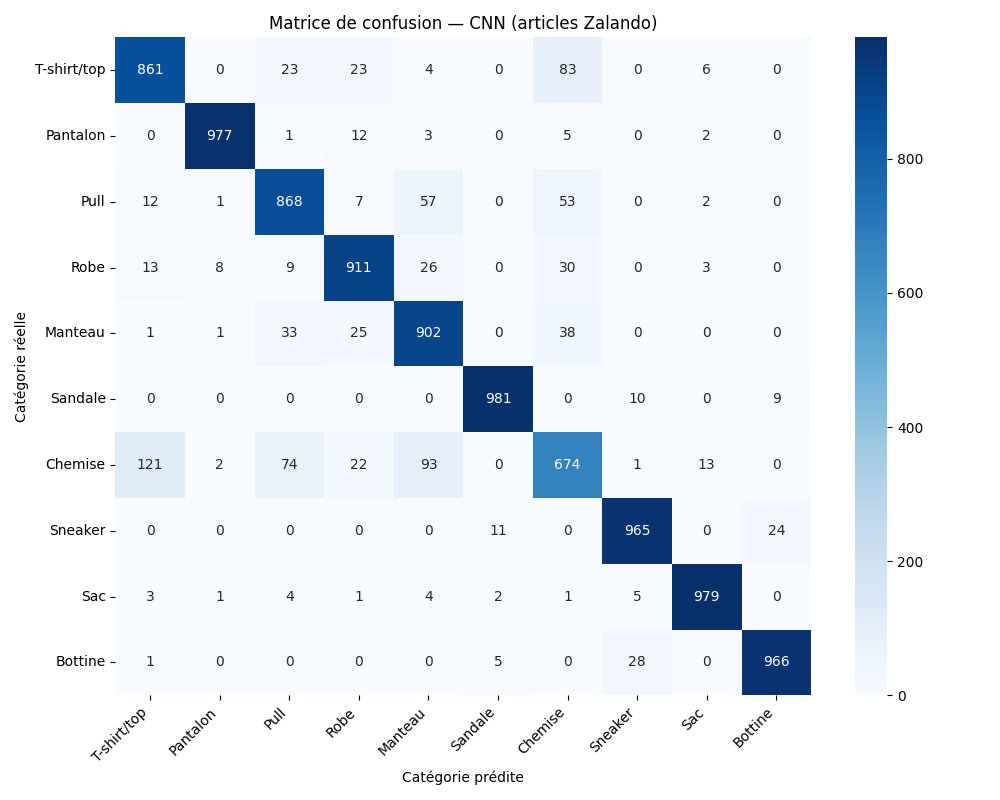 Matrice de confusion — CNN (articles Zalando)
T-shirt/top 861 0 23 23 4 0 83 0 6 0
Pantalon 0 977 1 12 3 0 5 0 2 0
Pull 12 1 868 7 57 0 53 0 2 0
Robe 13 8 9 911 26 0 30 0 3 0
Manteau 1 1 33 25 902 0 38 0 0 0
Sandale 0 0 0 0 0 981 0 10 0 9
Chemise 121 2 74 22 93 0 674 1 13 0
Sneaker 0 0 0 0 0 11 0 965 0 24
Sac 3 1 4 1 4 2 1 5 979 0
Bottine 1 0 0 0 0 5 0 28 0 966
T-shirt/top Pantalon Pull Robe Manteau Sandale Chemise Sneaker Sac Bottine
Catégorie prédite
Catégorie réelle
800
600
400
200
0